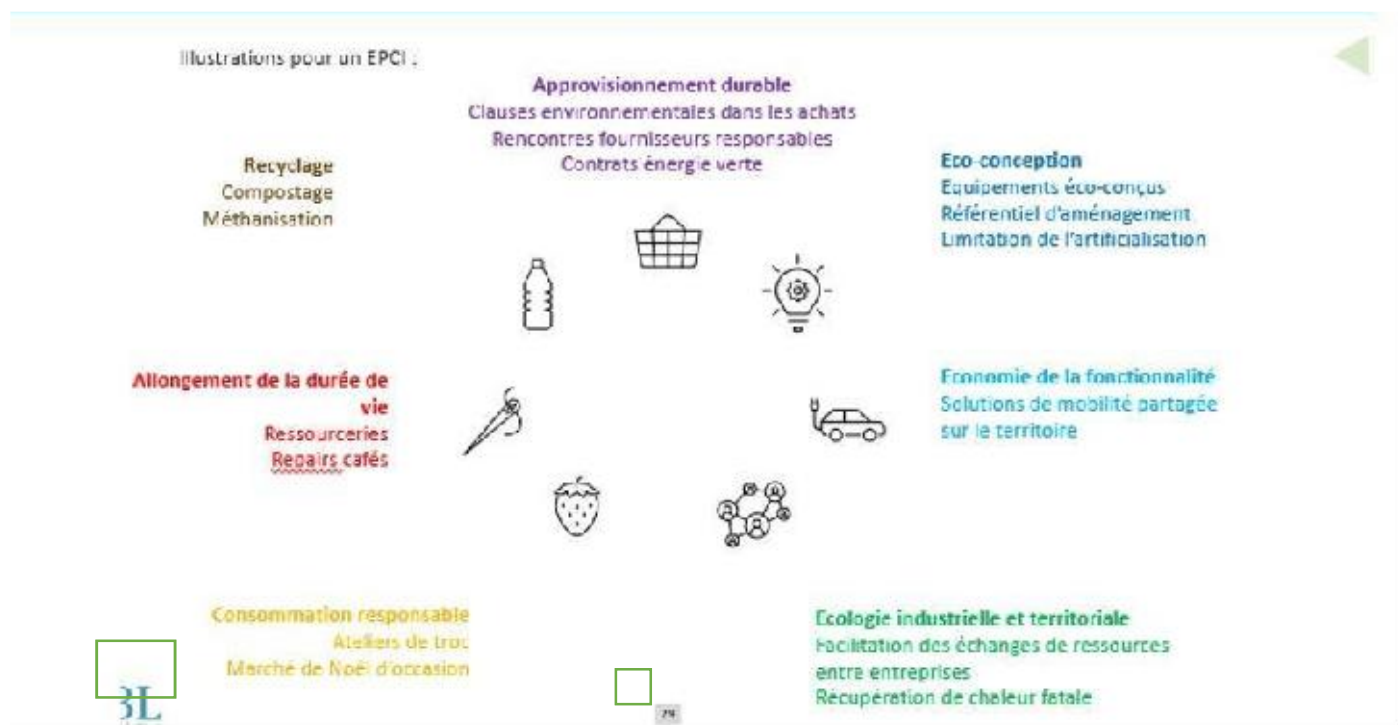 Illustrations pour un EPCI :
Approvisionnement durable
Clauses environnementales dans les achats
Rencontres fournisseurs responsables
Contrats énergie verte
Recyclage
Compostage
Méthanisation
Eco-conception
Equipements éco-conçus
Référentiel d'aménagement
Limitation de l'artificialisation
Allongement de la durée de
vie
Ressourceries
Repairs cafés
Economie de la fonctionnalité
Solutions de mobilité partagée
sur le territoire
Consommation responsable
Ateliers de troc
Marché de Noël d'occasion
Ecologie industrielle et territoriale
Facilitation des échanges de ressources
entre entreprises
Récupération de chaleur fatale